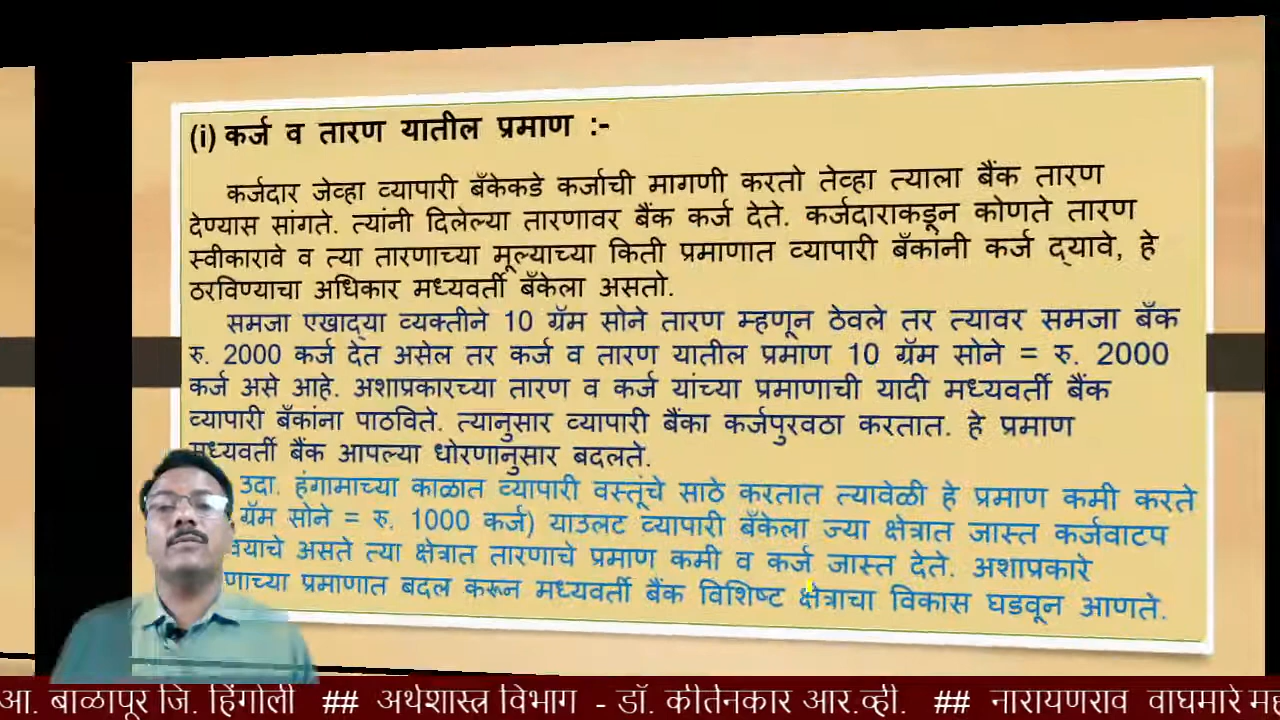 (i) कर्ज व तारण यातील प्रमाण :-
कर्जदार जेव्हा व्यापारी बँकेकडे कर्जाची मागणी करतो तेव्हा त्याला बैंक तारण
देण्यास सांगते. त्यांनी दिलेल्या तारणावर बैंक कर्ज देते. कर्जदाराकडून कोणते तारण
स्वीकारावे व त्या तारणाच्या मूल्याच्या किती प्रमाणात व्यापारी बँकांनी कर्ज द्यावे, हे
ठरविण्याचा अधिकार मध्यवर्ती बँकेला असतो.
समजा एखाद्या व्यक्तीने 10 ग्रॅम सोने तारण म्हणून ठेवले तर त्यावर समजा बँक
रु. 2000 कर्ज देत असेल तर कर्ज व तारण यातील प्रमाण 10 ग्रॅम सोने = रु. 2000
कर्ज असे आहे. अशाप्रकारच्या तारण व कर्ज यांच्या प्रमाणाची यादी मध्यवर्ती बैंक
व्यापारी बँकांना पाठविते. त्यानुसार व्यापारी बैंका कर्जपुरवठा करतात. हे प्रमाण
मध्यवर्ती बैंक आपल्या धोरणानुसार बदलते.
उदा. हंगामाच्या काळात व्यापारी वस्तूंचे साठे करतात त्यावेळी हे प्रमाण कमी करते
ग्रॅम सोने = रु. 1000 कर्ज) याउलट व्यापारी बँकेला ज्या क्षेत्रात जास्त कर्जवाटप
असते त्या क्षेत्रात तारणाचे प्रमाण कमी व कर्ज जास्त देते. अशाप्रकारे
प्रमाणात बदल करून मध्यवर्ती बैंक विशिष्ट क्षेत्राचा विकास घडवून आणते.
आ. बाळापूर जि. हिंगोली ## अर्थशास्त्र विभाग - डॉ. कीर्तनकार आर.व्ही. ## नारायणराव वाघमारे